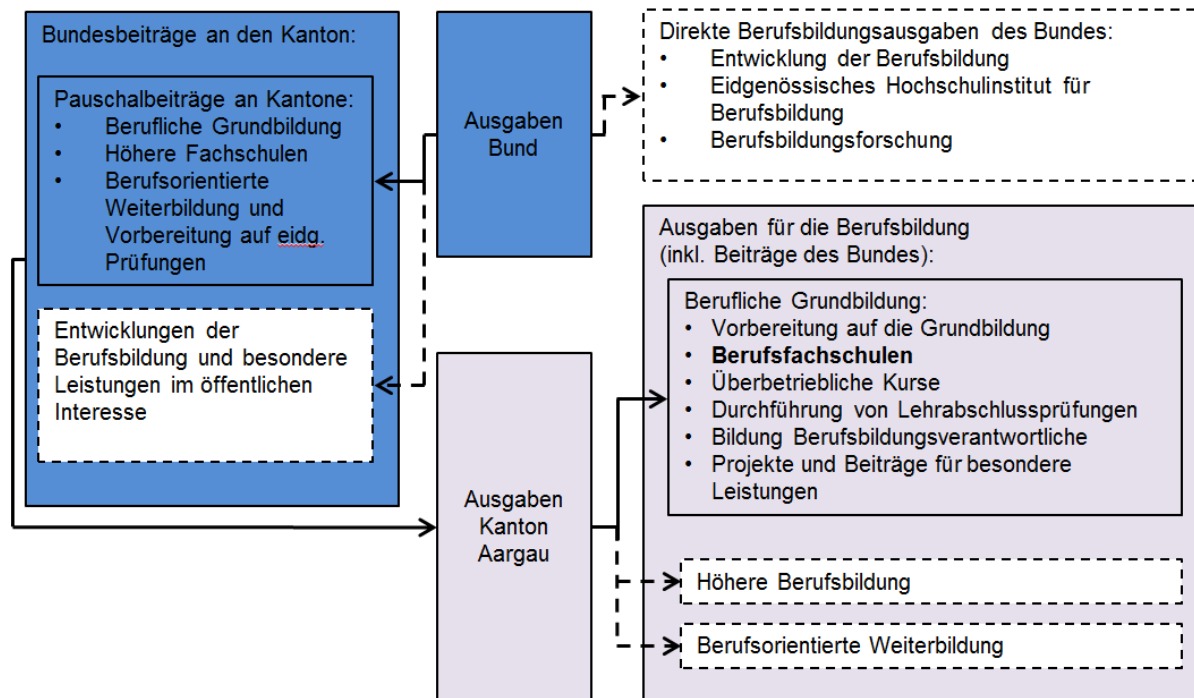 Bundesbeiträge an den Kanton:
Pauschalbeiträge an Kantone:
• Berufliche Grundbildung
• Höhere Fachschulen
• Berufsorientierte
Weiterbildung und
Vorbereitung auf eidg.
Prüfungen
Entwicklungen der
Berufsbildung und besondere
Leistungen im öffentlichen
Interesse
Ausgaben
Bund
Direkte Berufsbildungsausgaben des Bundes:
• Entwicklung der Berufsbildung
• Eidgenössisches Hochschulinstitut für
Berufsbildung
• Berufsbildungsforschung
Ausgaben
Kanton
Aargau
Ausgaben für die Berufsbildung
(inkl. Beiträge des Bundes):
Berufliche Grundbildung:
• Vorbereitung auf die Grundbildung
• Berufsfachschulen
• Überbetriebliche Kurse
• Durchführung von Lehrabschlussprüfungen
• Bildung Berufsbildungsverantwortliche
• Projekte und Beiträge für besondere
Leistungen
Höhere Berufsbildung
Berufsorientierte Weiterbildung